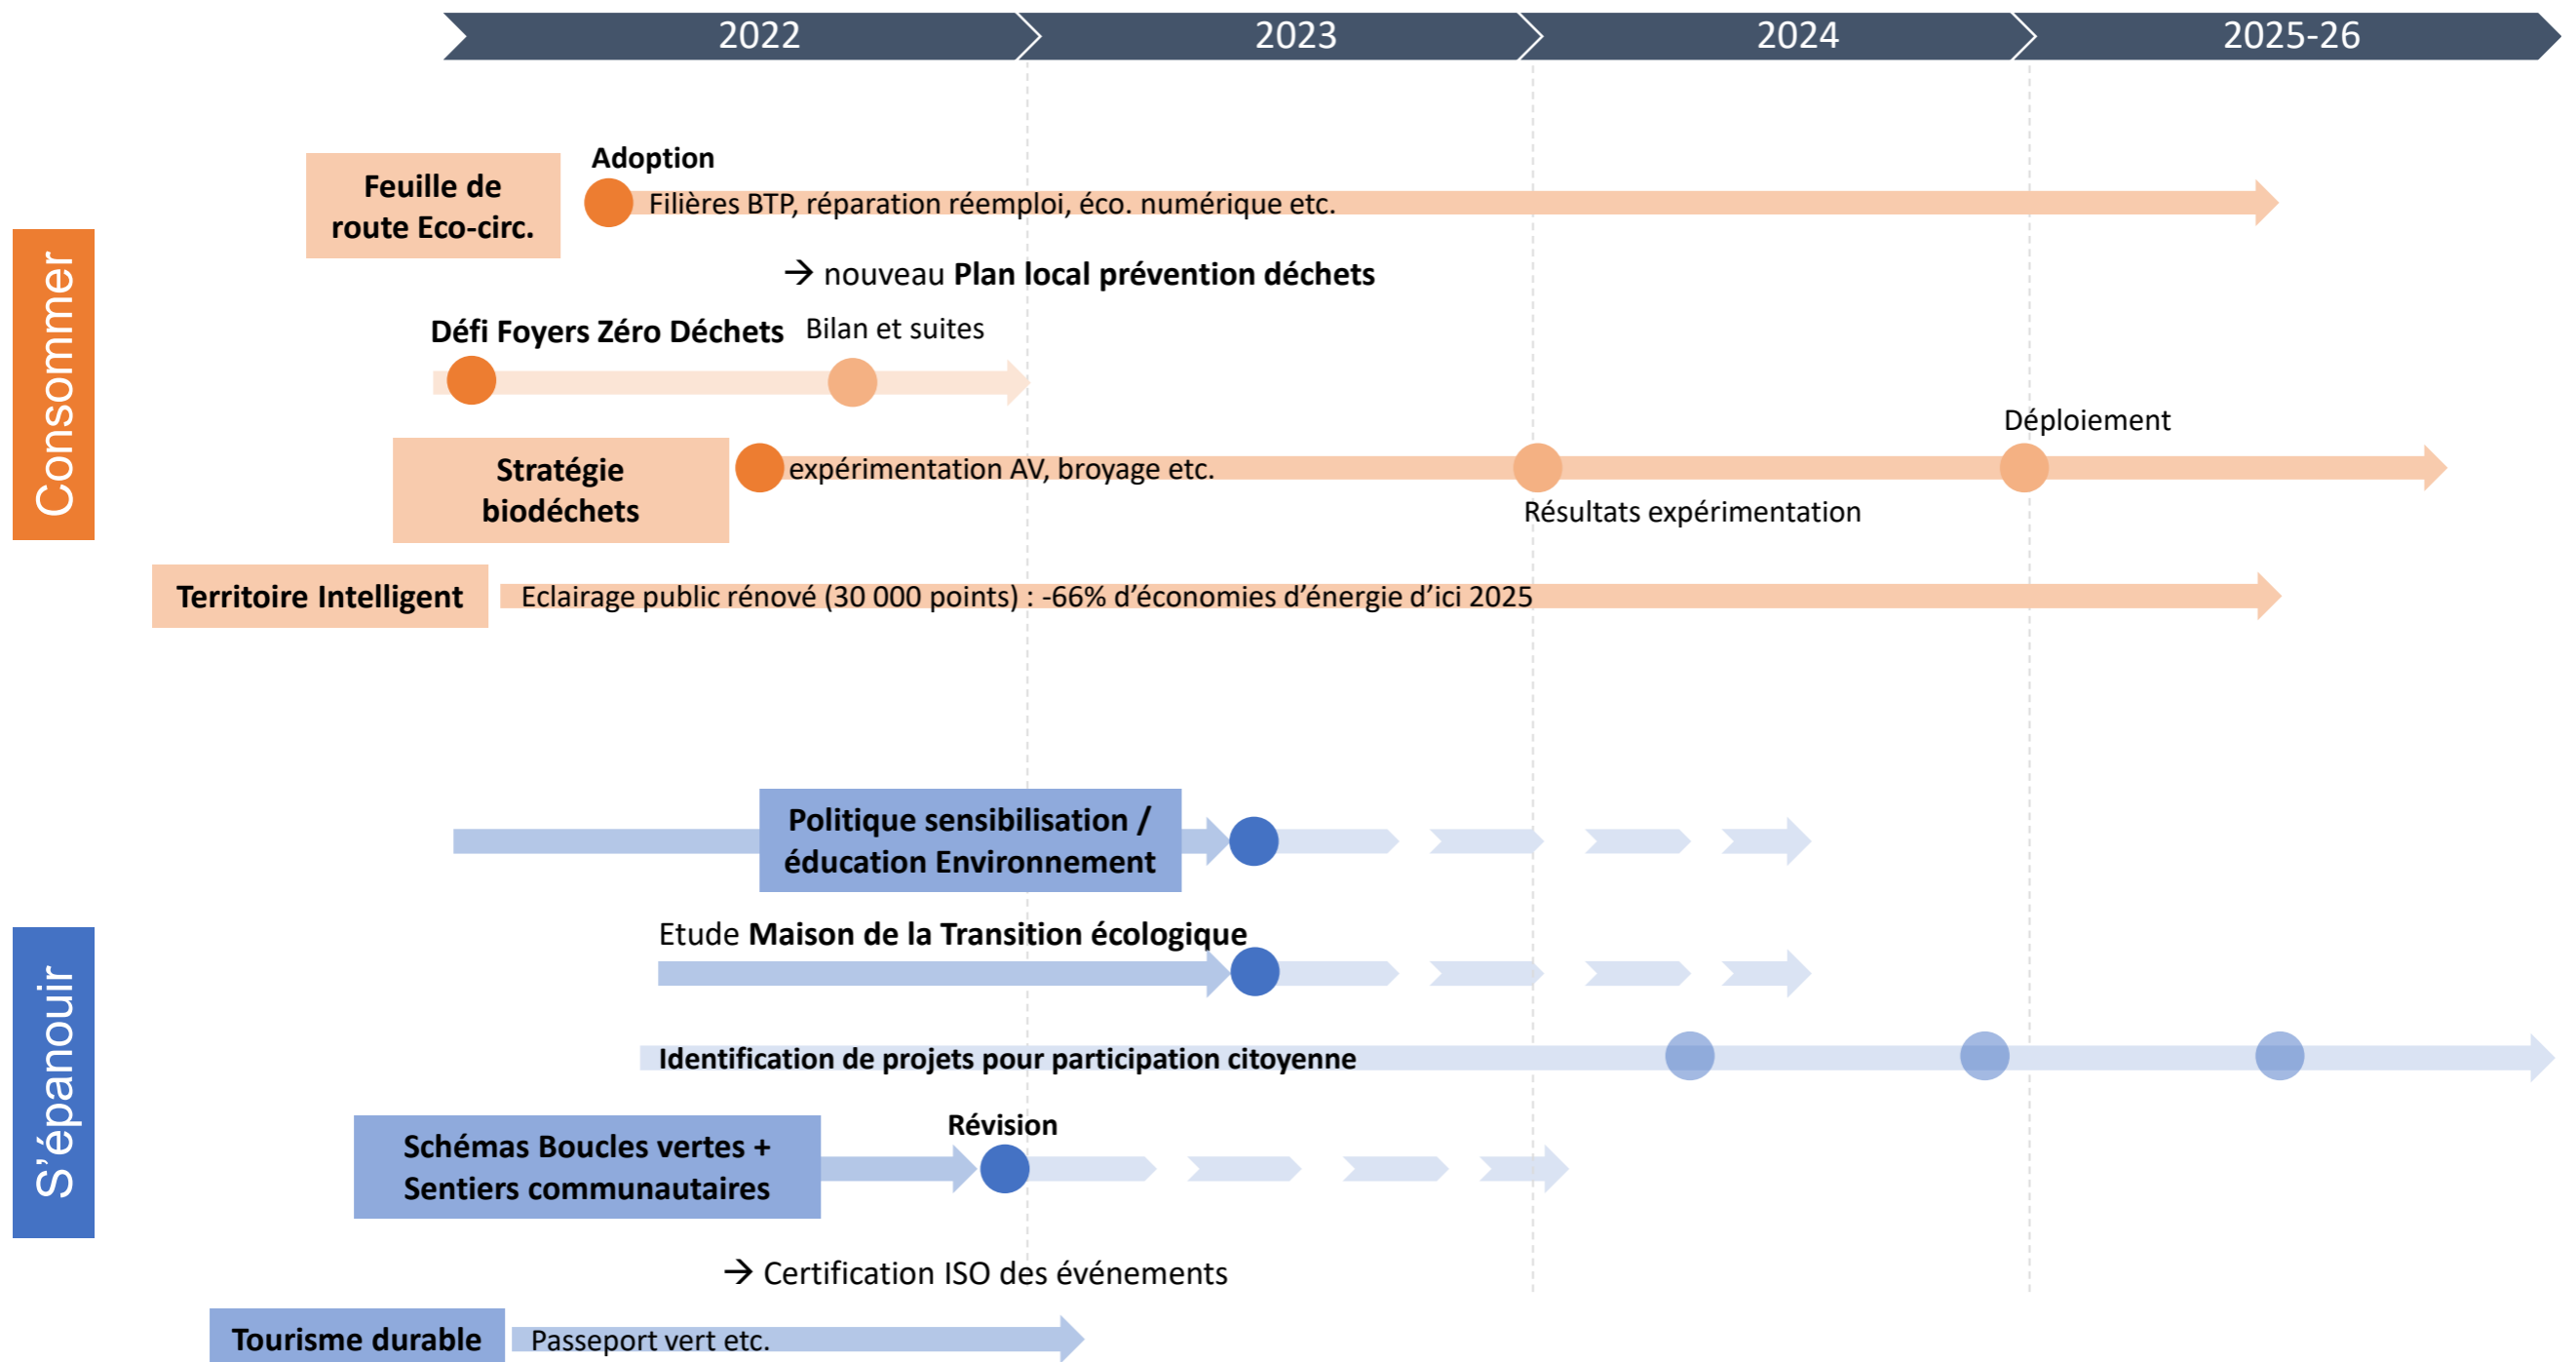 2022
2023
2024
2025-26
Consommer
Adoption
Feuille de
route Eco-circ.
Filières BTP, réparation réemploi, éco. numérique etc.
→ nouveau Plan local prévention déchets
Défi Foyers Zéro Déchets
Bilan et suites
Déploiement
Stratégie
biodéchets
expérimentation AV, broyage etc.
Résultats expérimentation
Territoire Intelligent
Eclairage public rénové (30 000 points) : -66% d’économies d’énergie d’ici 2025
S’épanouir
Politique sensibilisation /
éducation Environnement
Etude Maison de la Transition écologique
Identification de projets pour participation citoyenne
Révision
Schémas Boucles vertes +
Sentiers communautaires
→ Certification ISO des événements
Tourisme durable
Passeport vert etc.